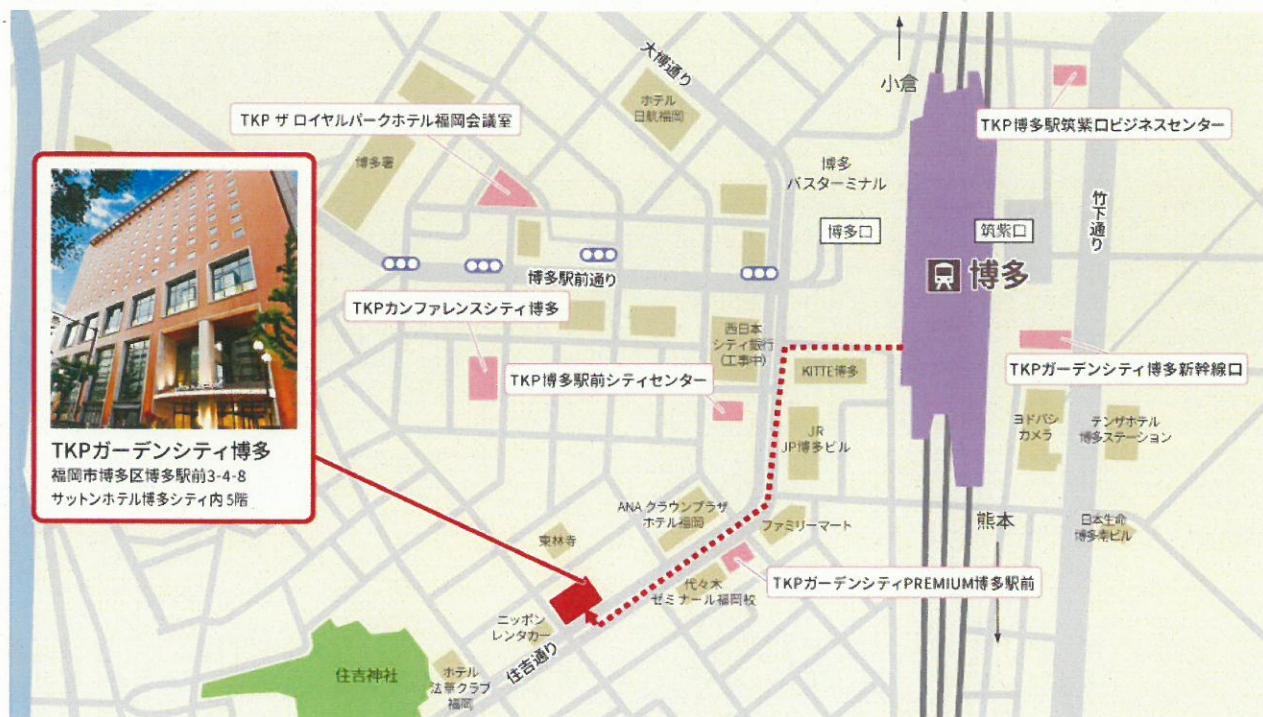 大博通り
小倉
ホテル
日航福岡
TKP ザ ロイヤルパークホテル福岡会議室
TKP博多駅筑紫口ビジネスセンター
博多署
博多
バスターミナル
竹下通り
博多口
筑紫口
博多駅前通り
博多
TKPカンファレンスシティ博多
西日本
シティ銀行
(工事中)
KITTE博多
TKP博多駅前シティセンター
TKPガーデンシティ博多新幹線口
JR
JP博多ビル
ヨドバシ
カメラ
テンザホテル
博多ステーション
TKPガーデンシティ博多
福岡市博多区博多駅前3-4-8
サットンホテル博多シティ内 5階
ANA クラウンプラザ
ホテル福岡
ファミリーマート
熊本
日本生命
博多南ビル
東林寺
代々木
ゼミナール福岡校
TKPガーデンシティPREMIUM博多駅前
ニッポン
レンタカー
住吉通り
住吉神社
ホテル
法華クラブ
福岡